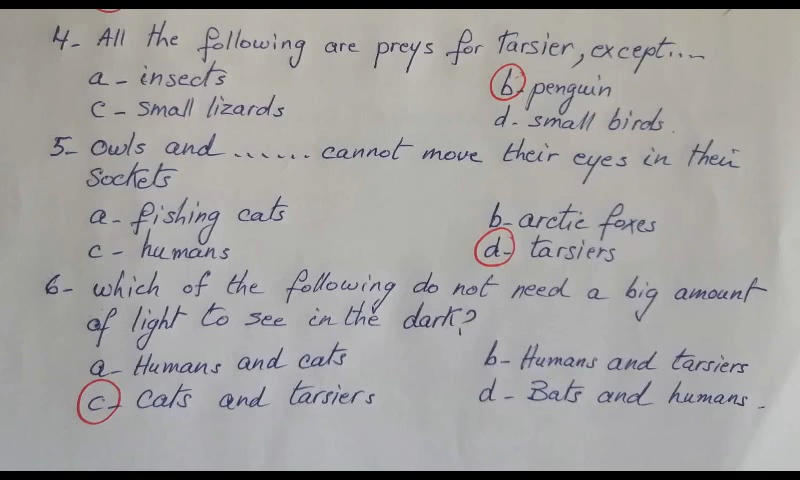 4- All the following are preys for Tarsier, except....
a - insects
b- penguin
c - small lizards
d- small birds.
5- Owls and ....... cannot move their eyes in their
sockets
a- fishing cats
b- arctic foxes
c - humans
d- tarsiers
6- which of the following do not need a big amount
of light to see in the dark?
a- Humans and cats
b- Humans and tarsiers
c- Cats and tarsiers
d - Bats and humans.